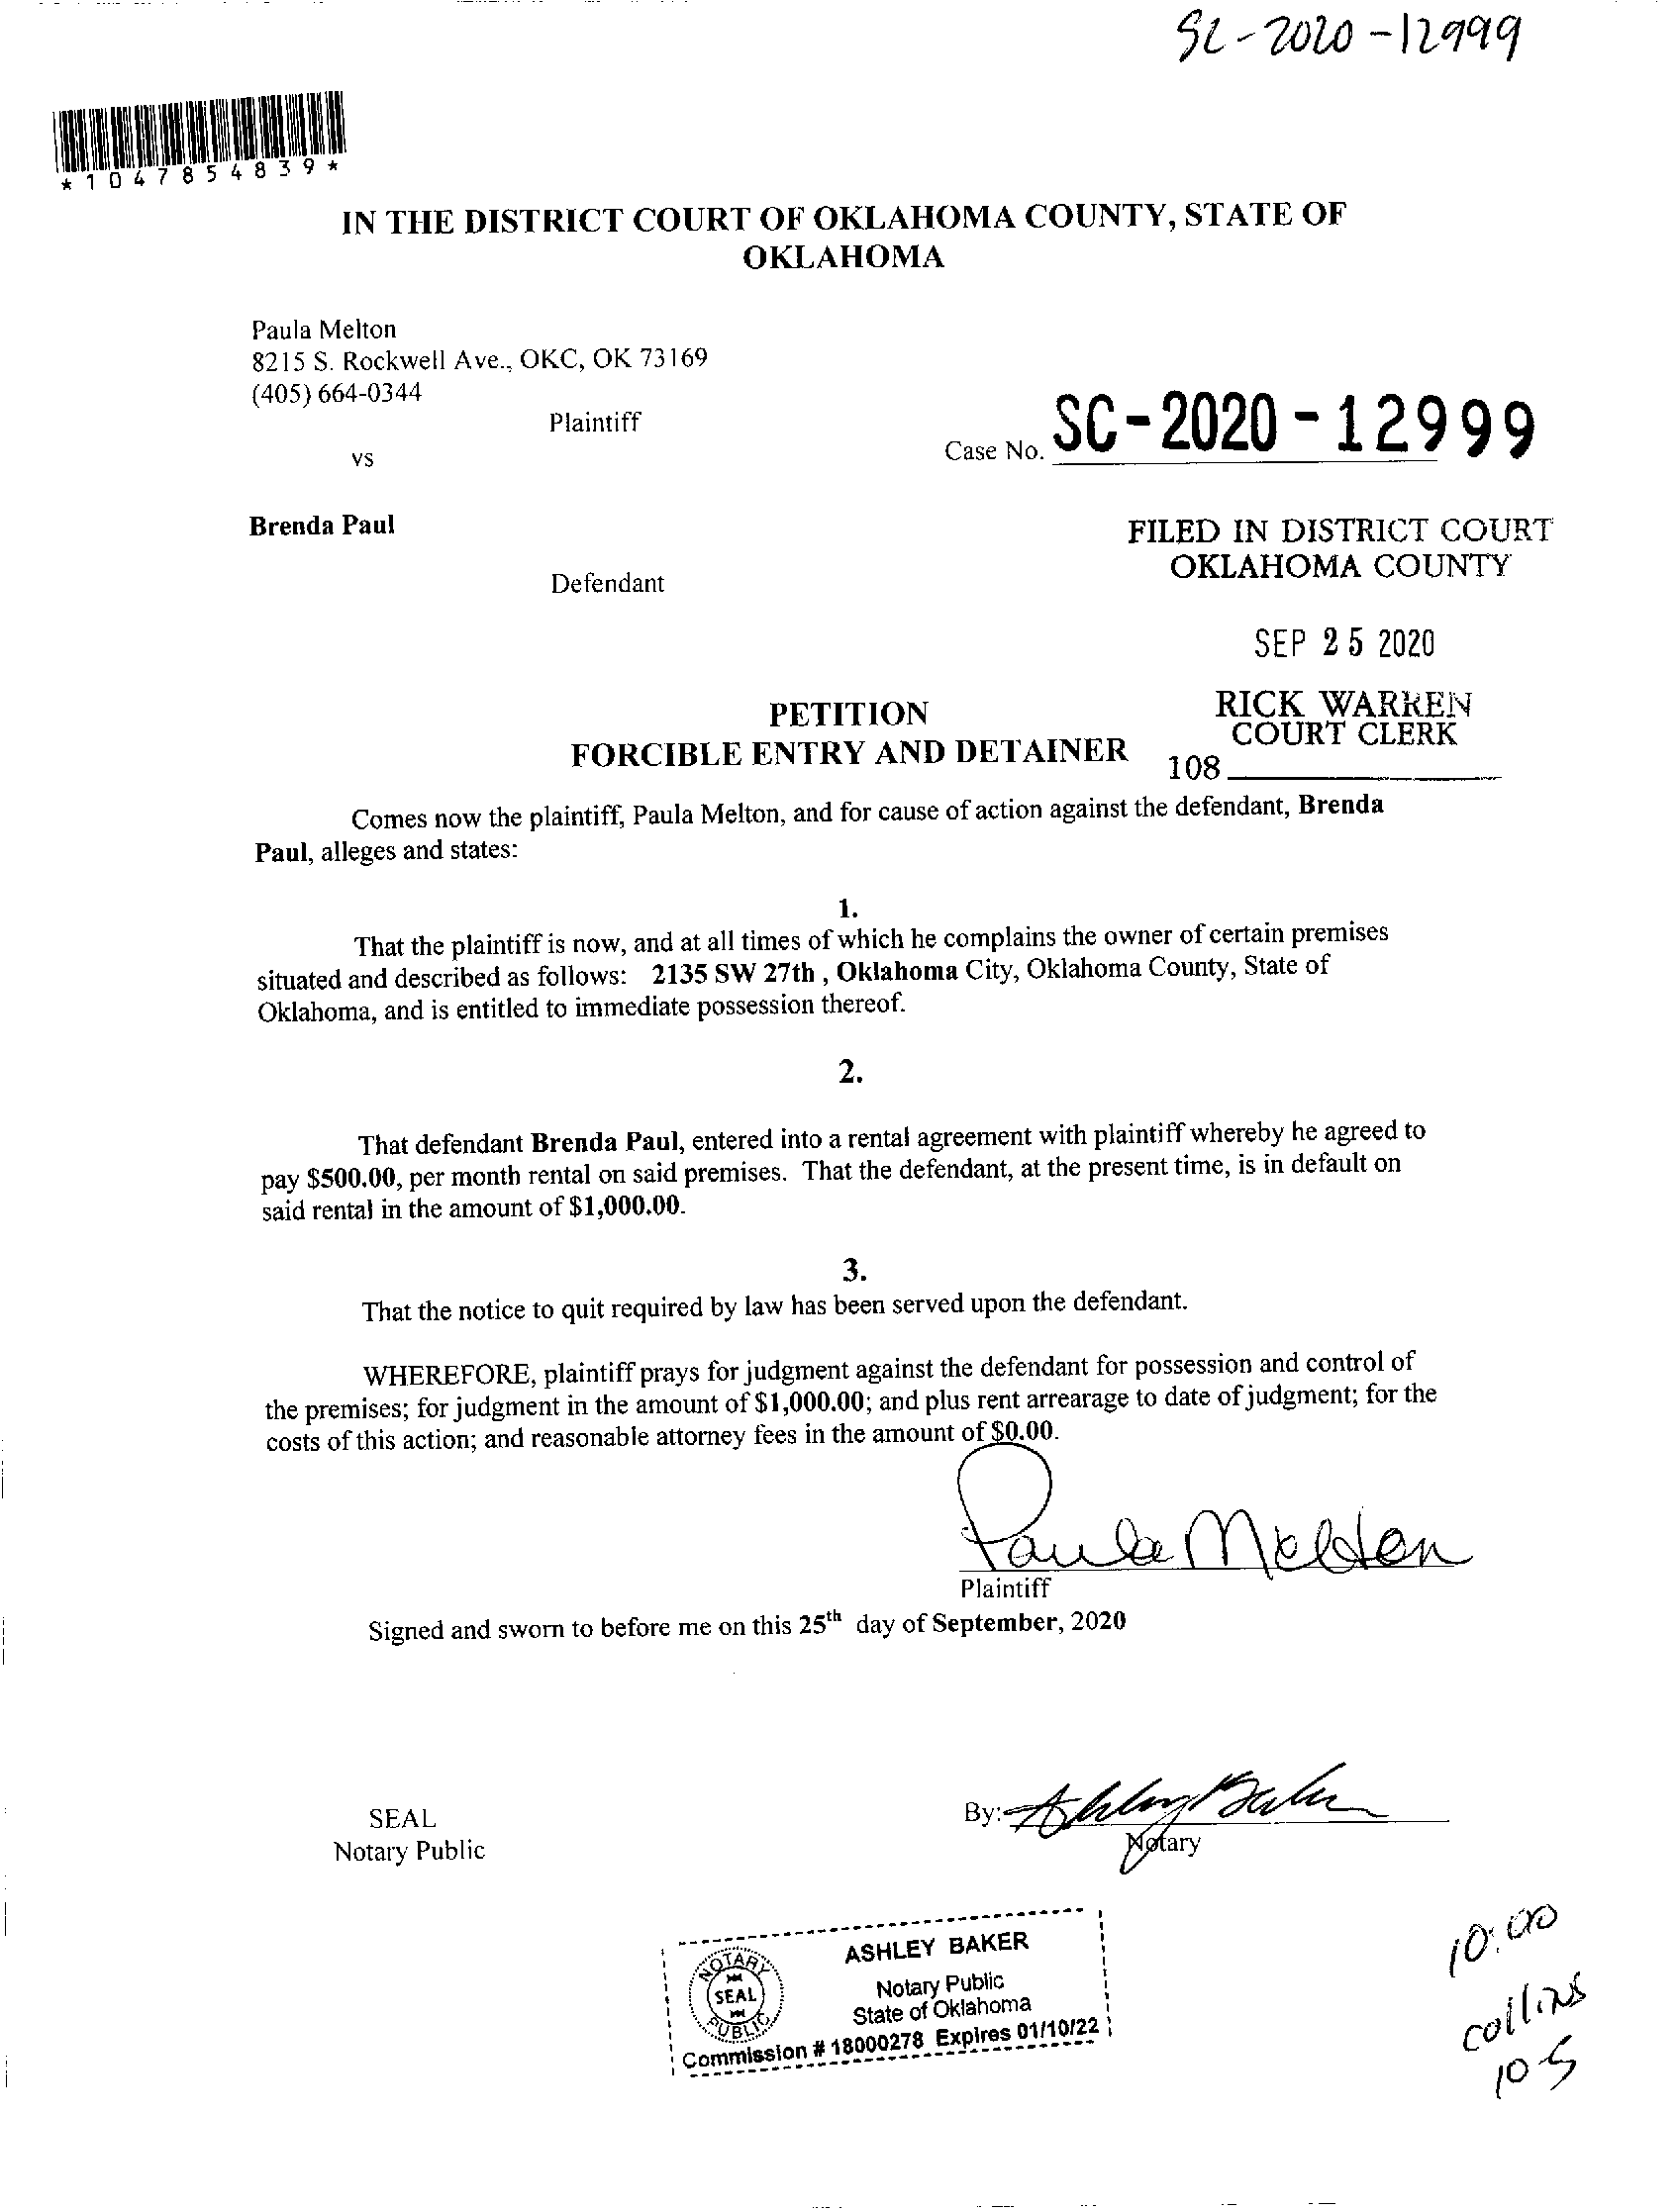 SC-2020-12999
*1047854839*
IN THE DISTRICT COURT OF OKLAHOMA COUNTY, STATE OF
OKLAHOMA
Paula Melton
8215 S. Rockwell Ave., OKC, OK 73169
(405) 664-0344
Plaintiff
Case No. SC-2020-12999
vs
Brenda Paul
FILED IN DISTRICT COURT
OKLAHOMA COUNTY
Defendant
SEP 25 2020
RICK WARREN
COURT CLERK
108
PETITION
FORCIBLE ENTRY AND DETAINER
Comes now the plaintiff, Paula Melton, and for cause of action against the defendant, Brenda
Paul, alleges and states:
1.
That the plaintiff is now, and at all times of which he complains the owner of certain premises
situated and described as follows: 2135 SW 27th , Oklahoma City, Oklahoma County, State of
Oklahoma, and is entitled to immediate possession thereof.
2.
That defendant Brenda Paul, entered into a rental agreement with plaintiff whereby he agreed to
pay $500.00, per month rental on said premises. That the defendant, at the present time, is in default on
said rental in the amount of $1,000.00.
3.
That the notice to quit required by law has been served upon the defendant.
WHEREFORE, plaintiff prays for judgment against the defendant for possession and control of
the premises; for judgment in the amount of $1,000.00; and plus rent arrearage to date of judgment; for the
costs of this action; and reasonable attorney fees in the amount of $0.00.
Paula Melton
Plaintiff
Signed and sworn to before me on this 25th day of September, 2020
SEAL
Notary Public
By: Ashley Baker
Notary
NOTARY
SEAL
PUBLIC
ASHLEY BAKER
Notary Public
State of Oklahoma
Commission # 18000278 Expires 01/10/22
10:00
collins
10-5